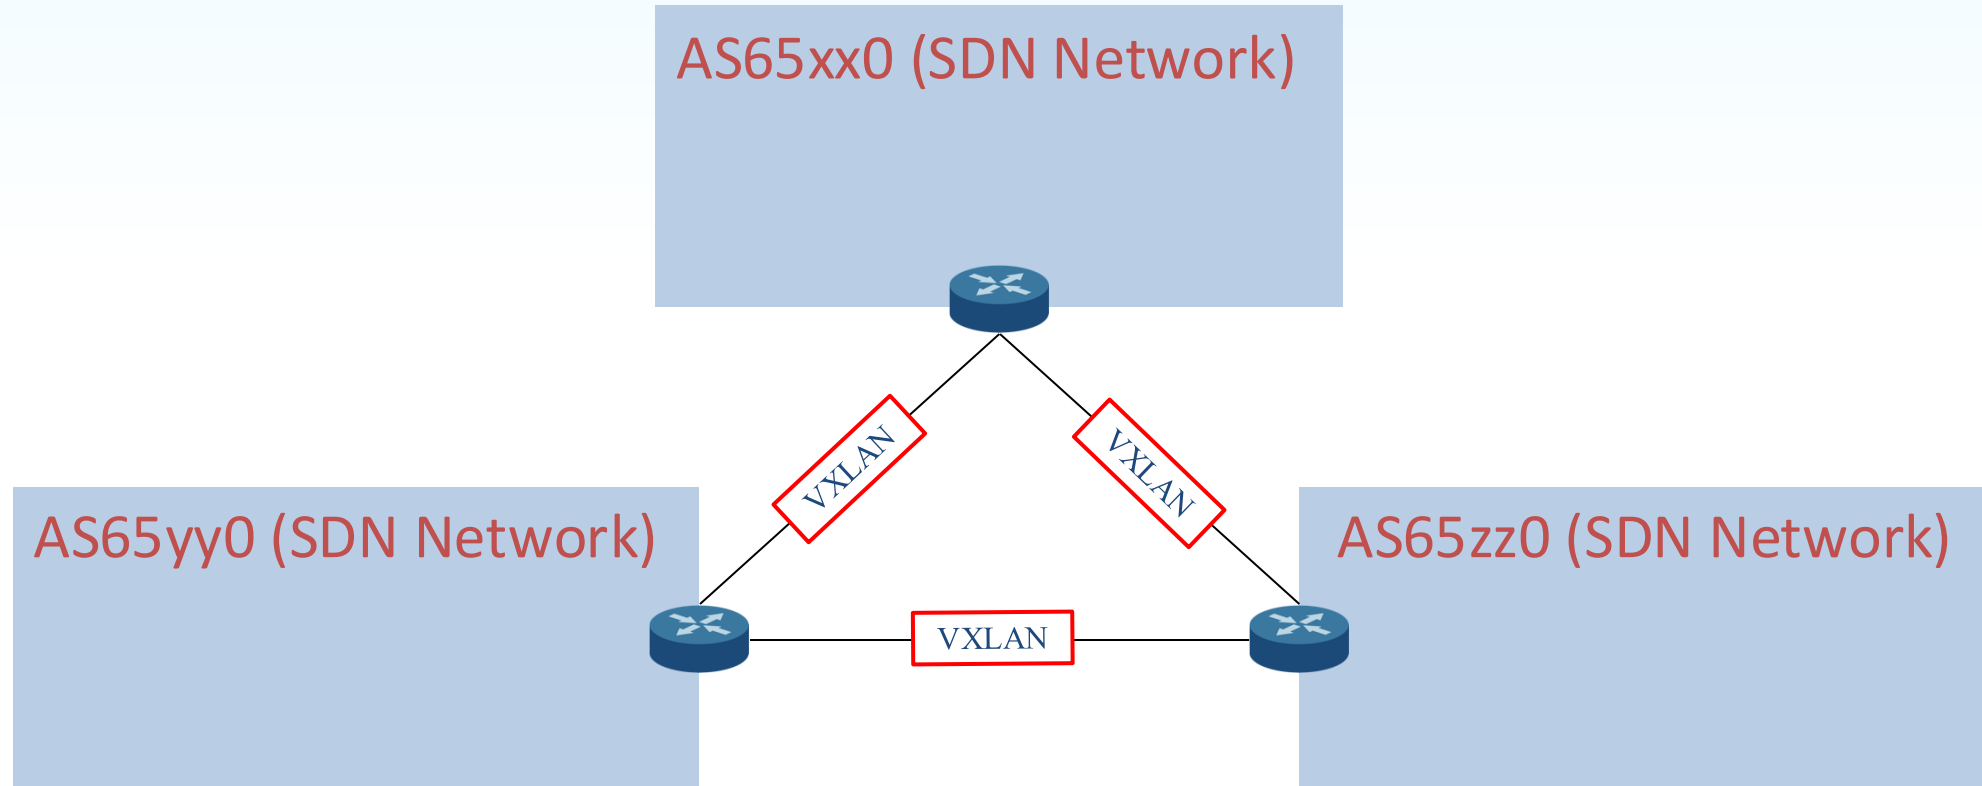 AS65xx0 (SDN Network)
VXLAN
VXLAN
AS65yy0 (SDN Network)
AS65zz0 (SDN Network)
VXLAN